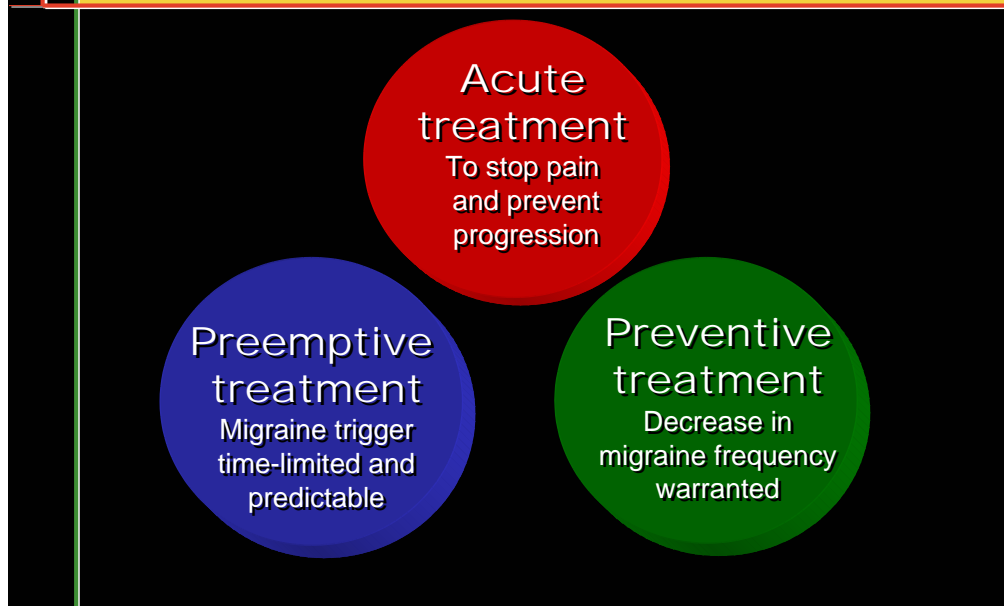 Acute
treatment
To stop pain
and prevent
progression
Preemptive
treatment
Migraine trigger
time-limited and
predictable
Preventive
treatment
Decrease in
migraine frequency
warranted